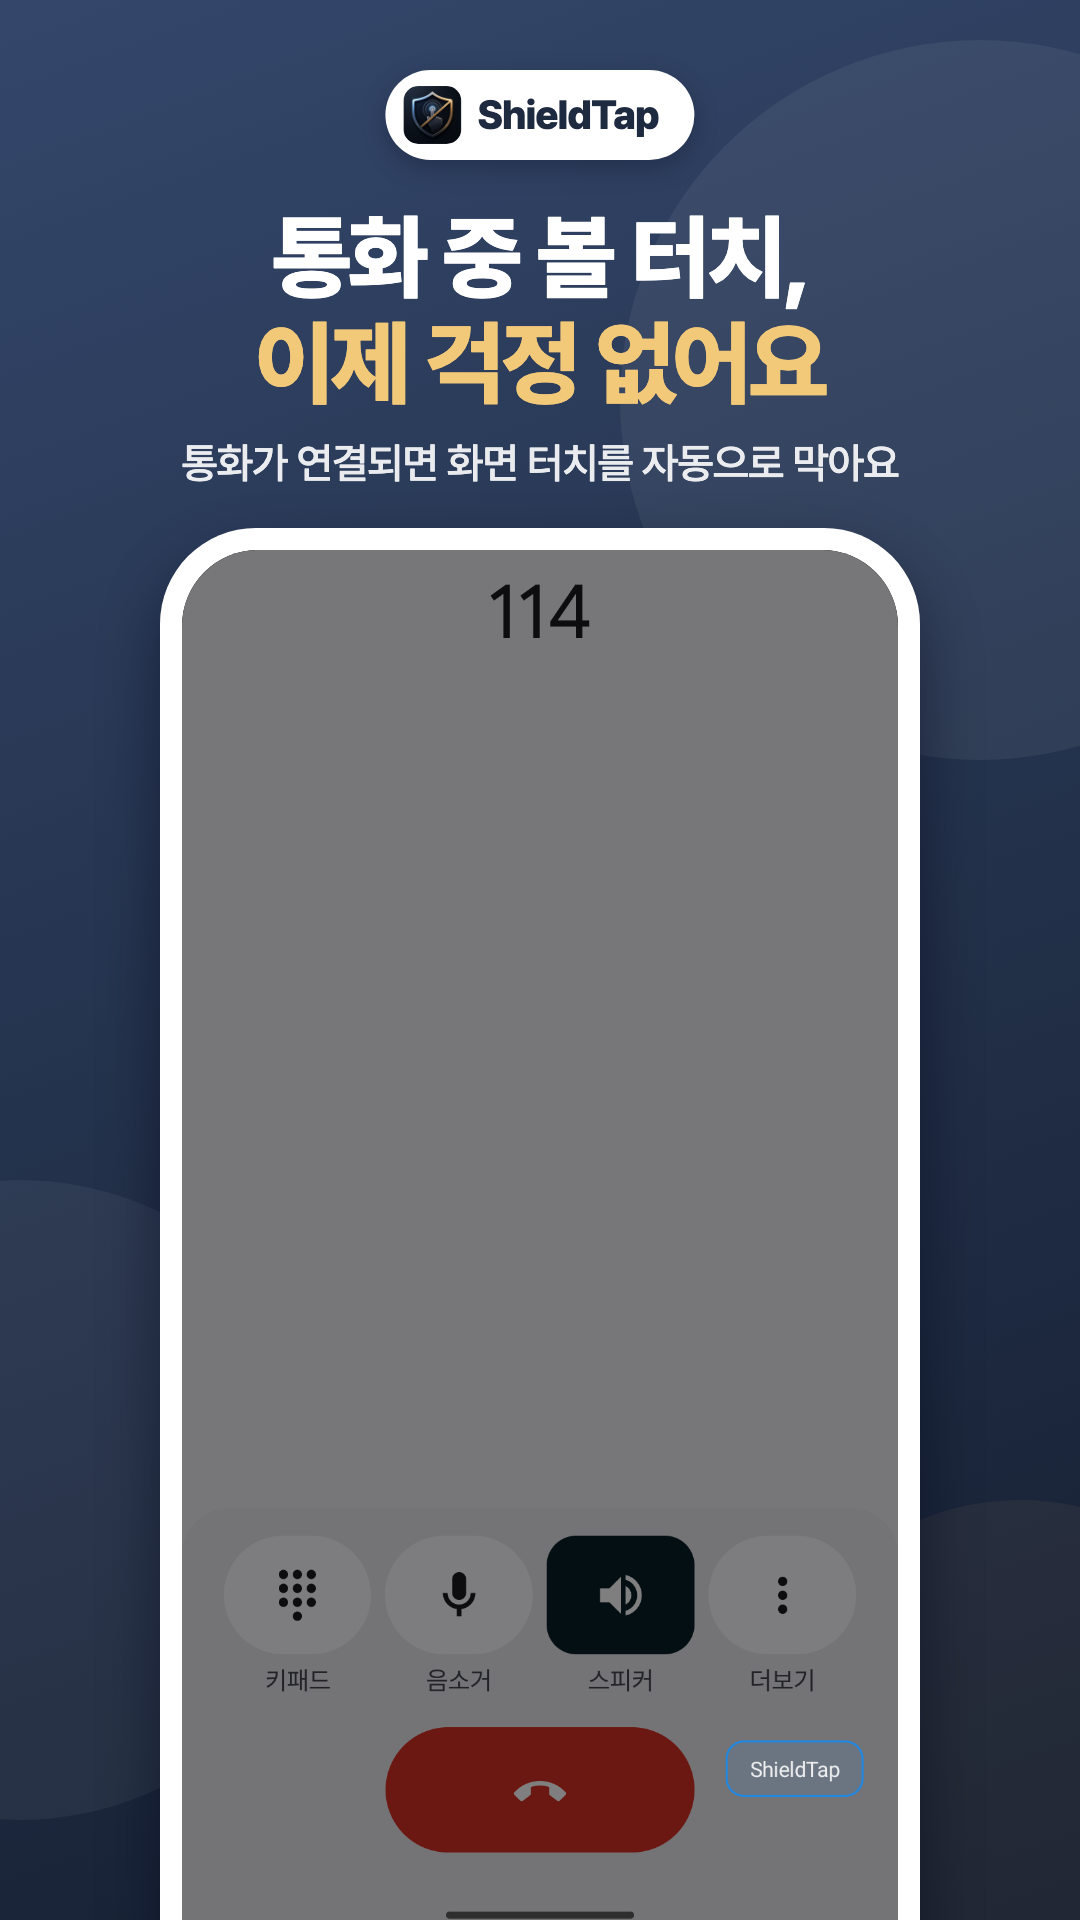 ShieldTap
통화 중 볼 터치,
이제 걱정 없어요
통화가 연결되면 화면 터치를 자동으로 막아요
114
키패드
음소거
스피커
더보기
ShieldTap